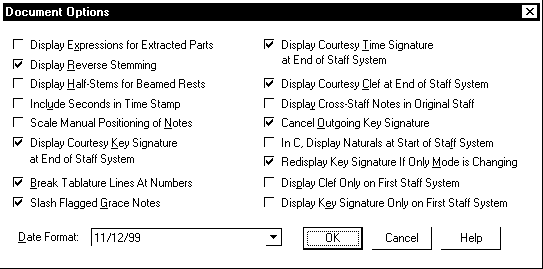 Document Options
Display Expressions for Extracted Parts
Display Reverse Stemming
Display Half-Stems for Beamed Rests
Include Seconds in Time Stamp
Scale Manual Positioning of Notes
Display Courtesy Key Signature
at End of Staff System
Break Tablature Lines At Numbers
Slash Flagged Grace Notes
Display Courtesy Time Signature
at End of Staff System
Display Courtesy Clef at End of Staff System
Display Cross-Staff Notes in Original Staff
Cancel Outgoing Key Signature
In C, Display Naturals at Start of Staff System
Redisplay Key Signature If Only Mode is Changing
Display Clef Only on First Staff System
Display Key Signature Only on First Staff System
Date Format: 11/12/99
OK Cancel Help